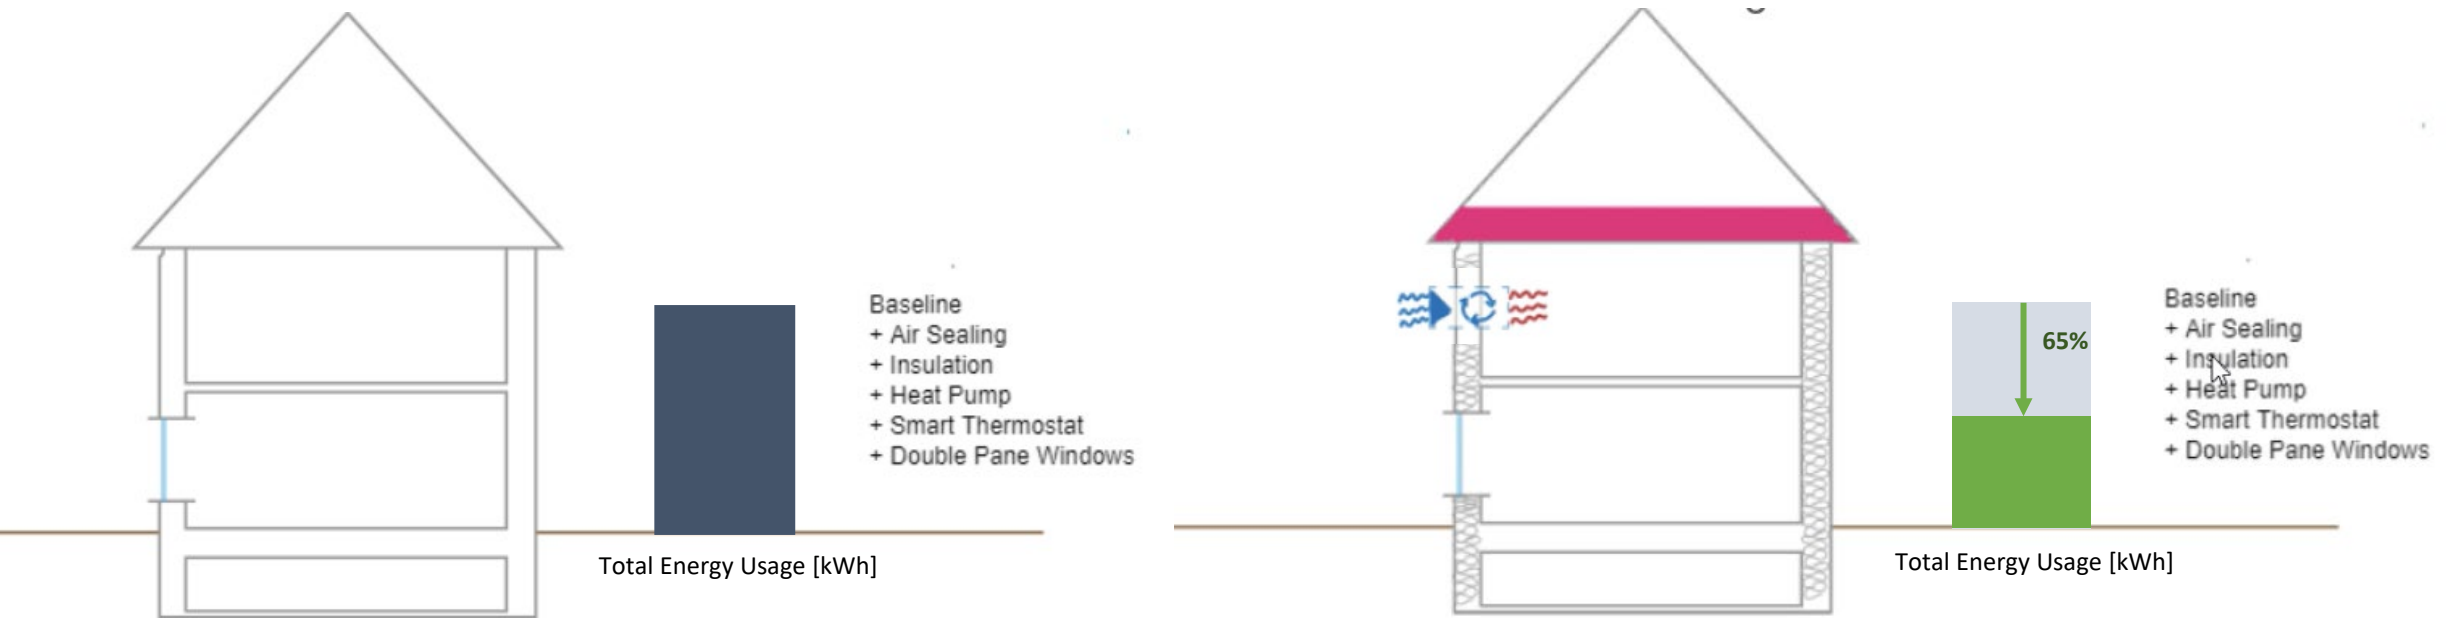 Baseline
+ Air Sealing
+ Insulation
+ Heat Pump
+ Smart Thermostat
+ Double Pane Windows
Total Energy Usage [kWh]
65%
Baseline
+ Air Sealing
+ Insulation
+ Heat Pump
+ Smart Thermostat
+ Double Pane Windows
Total Energy Usage [kWh]